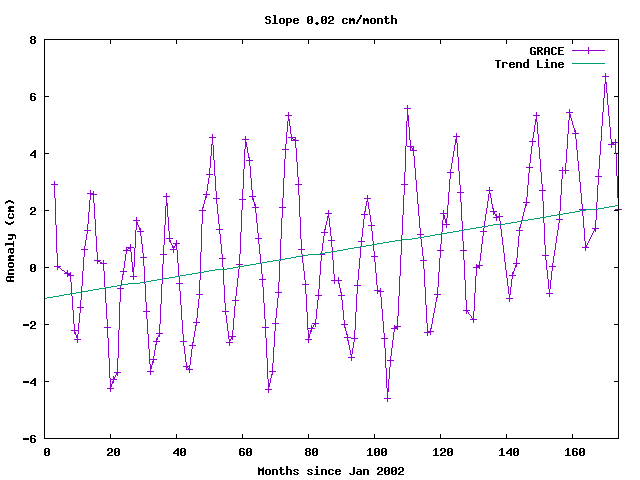 Slope 0.02 cm/month
8
6
4
2
0
-2
-4
-6
Anomaly (cm)
GRACE
Trend Line
0 20 40 60 80 100 120 140 160
Months since Jan 2002